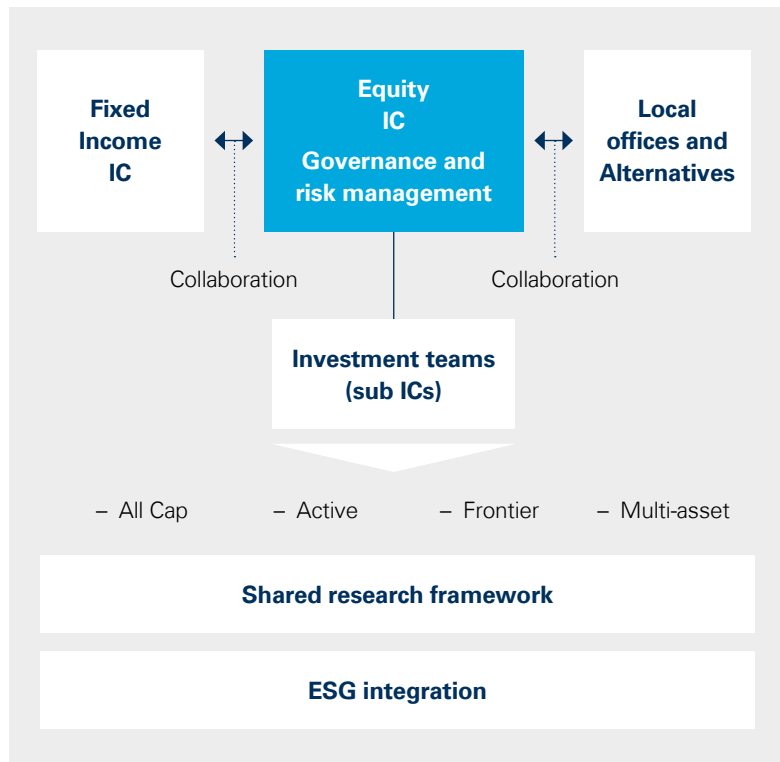 Fixed
Income
IC
Equity
IC
Governance and
risk management
Local
offices and
Alternatives
Collaboration
Collaboration
Investment teams
(sub ICs)
– All Cap
– Active
– Frontier
– Multi-asset
Shared research framework
ESG integration